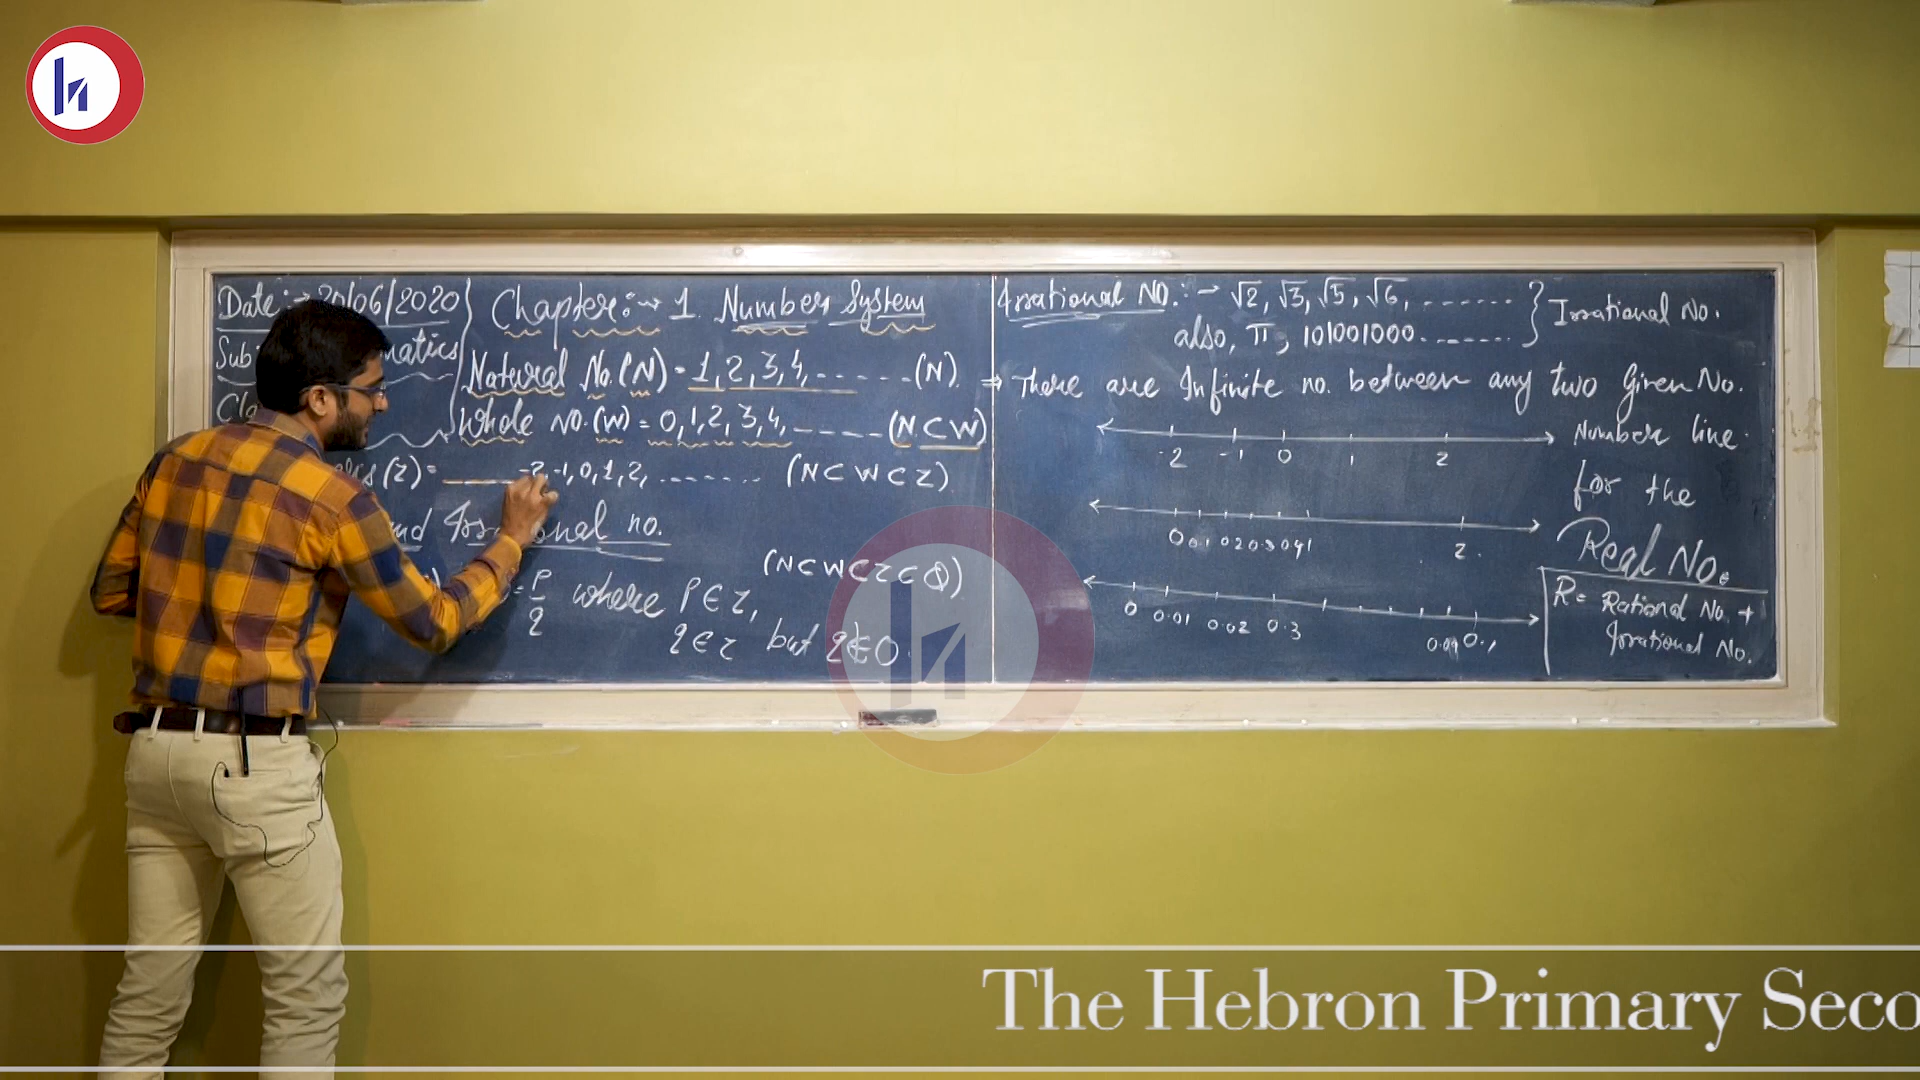 Date:→ 20/06/2020
Sub
Chapter:→ 1. Number System
Natural No.(N) = 1, 2, 3, 4, ------ (N)
Whole NO.(W) = 0, 1, 2, 3, 4, ------ (N⊂W)
(Z) = ------ -2, -1, 0, 1, 2, ------- (N⊂W⊂Z)
no.
(N⊂W⊂Z⊂Q)
= P/q where P∈Z,
q∈Z but
Irrational NO.:→ √2, √3, √5, √6, ------- } Irrational No.
also, π, 101001000-------
⇒ There are Infinite no. between any two Given No.
-2 -1 0 1 2
Number line
for the
Real No.
0 0.1 0.2 0.3 0.4 1 2
R = Rational No. +
Irrational No.
0 0.01 0.02 0.3 0.09 0.1
The Hebron Primary Seco